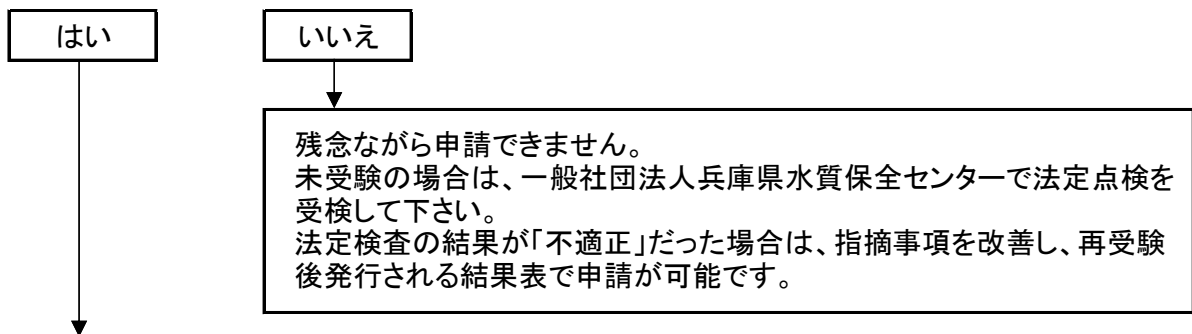 はい
いいえ
残念ながら申請できません。
未受験の場合は、一般社団法人兵庫県水質保全センターで法定点検を
受検して下さい。
法定検査の結果が「不適正」だった場合は、指摘事項を改善し、再受験
後発行される結果表で申請が可能です。